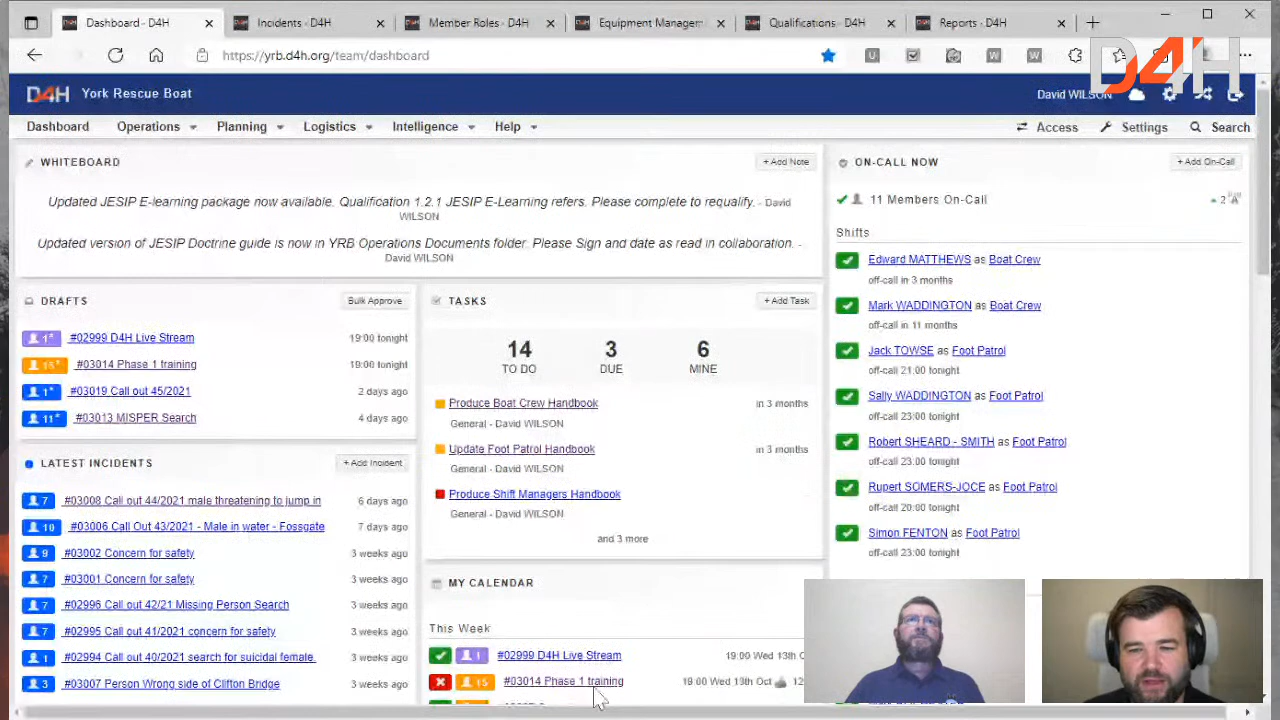 Dashboard - D4H
Incidents - D4H
Member Roles - D4H
Equipment Managem
Qualifications - D4H
Reports - D4H
https://yrb.d4h.org/team/dashboard
D4H
D4H York Rescue Boat
David WILSON
Dashboard Operations Planning Logistics Intelligence Help
Access Settings Search
WHITEBOARD
+ Add Note
Updated JESIP E-learning package now available. Qualification 1.2.1 JESIP E-Learning refers. Please complete to requalify. - David
WILSON
Updated version of JESIP Doctrine guide is now in YRB Operations Documents folder. Please Sign and date as read in collaboration. -
David WILSON
DRAFTS
Bulk Approve
1* #02999 D4H Live Stream 19:00 tonight
15* #03014 Phase 1 training 19:00 tonight
1* #03019 Call out 45/2021 2 days ago
11* #03013 MISPER Search 4 days ago
LATEST INCIDENTS
+ Add Incident
7 #03008 Call out 44/2021 male threatening to jump in 6 days ago
10 #03006 Call Out 43/2021 - Male in water - Fossgate 7 days ago
9 #03002 Concern for safety 3 weeks ago
7 #03001 Concern for safety 3 weeks ago
7 #02996 Call out 42/21 Missing Person Search 3 weeks ago
7 #02995 Call out 41/2021 concern for safety 3 weeks ago
1 #02994 Call out 40/2021 search for suicidal female. 3 weeks ago
3 #03007 Person Wrong side of Clifton Bridge 3 weeks ago
TASKS
+ Add Task
14 3 6
TO DO DUE MINE
Produce Boat Crew Handbook in 3 months
General - David WILSON
Update Foot Patrol Handbook in 3 months
General - David WILSON
Produce Shift Managers Handbook
General - David WILSON
and 3 more
MY CALENDAR
This Week
1 #02999 D4H Live Stream 19:00 Wed 13th O
15 #03014 Phase 1 training 19:00 Wed 13th Oct 12
ON-CALL NOW
+ Add On-Call
11 Members On-Call
2
Shifts
Edward MATTHEWS as Boat Crew
off-call in 3 months
Mark WADDINGTON as Boat Crew
off-call in 11 months
Jack TOWSE as Foot Patrol
off-call 21:00 tonight
Sally WADDINGTON as Foot Patrol
off-call 23:00 tonight
Robert SHEARD - SMITH as Foot Patrol
off-call 23:00 tonight
Rupert SOMERS-JOCE as Foot Patrol
off-call 20:00 tonight
Simon FENTON as Foot Patrol
off-call 23:00 tonight